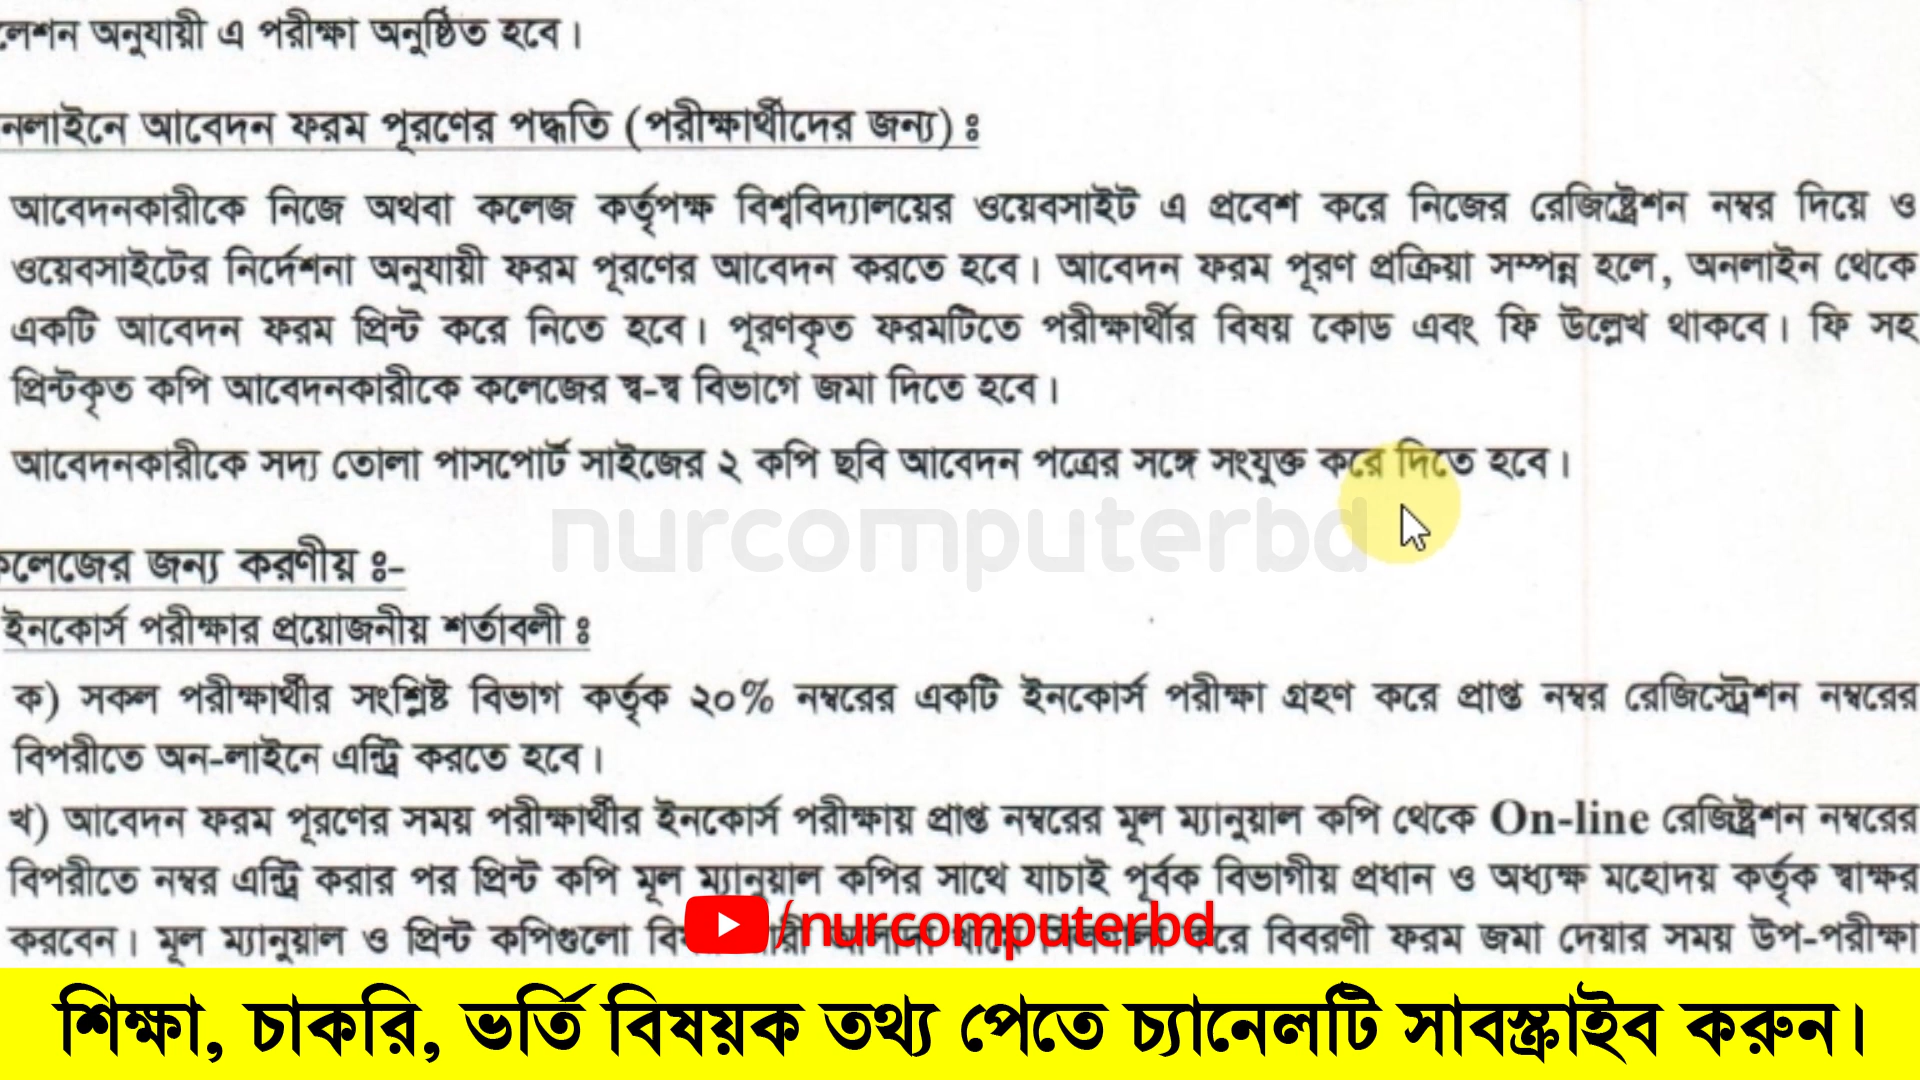 লেশন অনুযায়ী এ পরীক্ষা অনুষ্ঠিত হবে।
নলাইনে আবেদন ফরম পূরণের পদ্ধতি (পরীক্ষার্থীদের জন্য) ঃ
আবেদনকারীকে নিজে অথবা কলেজ কর্তৃপক্ষ বিশ্ববিদ্যালয়ের ওয়েবসাইট এ প্রবেশ করে নিজের রেজিষ্ট্রেশন নম্বর দিয়ে ও
ওয়েবসাইটের নির্দেশনা অনুযায়ী ফরম পূরণের আবেদন করতে হবে। আবেদন ফরম পূরণ প্রক্রিয়া সম্পন্ন হলে, অনলাইন থেকে
একটি আবেদন ফরম প্রিন্ট করে নিতে হবে। পূরণকৃত ফরমটিতে পরীক্ষার্থীর বিষয় কোড এবং ফি উল্লেখ থাকবে। ফি সহ
প্রিন্টকৃত কপি আবেদনকারীকে কলেজের স্ব-স্ব বিভাগে জমা দিতে হবে।
আবেদনকারীকে সদ্য তোলা পাসপোর্ট সাইজের ২ কপি ছবি আবেদন পত্রের সঙ্গে সংযুক্ত করে দিতে হবে।
nurcomputerbd
কলেজের জন্য করণীয় ঃ-
ইনকোর্স পরীক্ষার প্রয়োজনীয় শর্তাবলী ঃ
ক) সকল পরীক্ষার্থীর সংশ্লিষ্ট বিভাগ কর্তৃক ২০% নম্বরের একটি ইনকোর্স পরীক্ষা গ্রহণ করে প্রাপ্ত নম্বর রেজিস্ট্রেশন নম্বরের
বিপরীতে অন-লাইনে এন্ট্রি করতে হবে।
খ) আবেদন ফরম পূরণের সময় পরীক্ষার্থীর ইনকোর্স পরীক্ষায় প্রাপ্ত নম্বরের মূল ম্যানুয়াল কপি থেকে On-line রেজিষ্ট্রশন নম্বরের
বিপরীতে নম্বর এন্ট্রি করার পর প্রিন্ট কপি মূল ম্যানুয়াল কপির সাথে যাচাই পূর্বক বিভাগীয় প্রধান ও অধ্যক্ষ মহোদয় কর্তৃক স্বাক্ষর
করবেন। মূল ম্যানুয়াল ও প্রিন্ট কপিগুলো করে বিবরণী ফরম জমা দেয়ার সময় উপ-পরীক্ষা
/nurcomputerbd
শিক্ষা, চাকরি, ভর্তি বিষয়ক তথ্য পেতে চ্যানেলটি সাবস্ক্রাইব করুন।